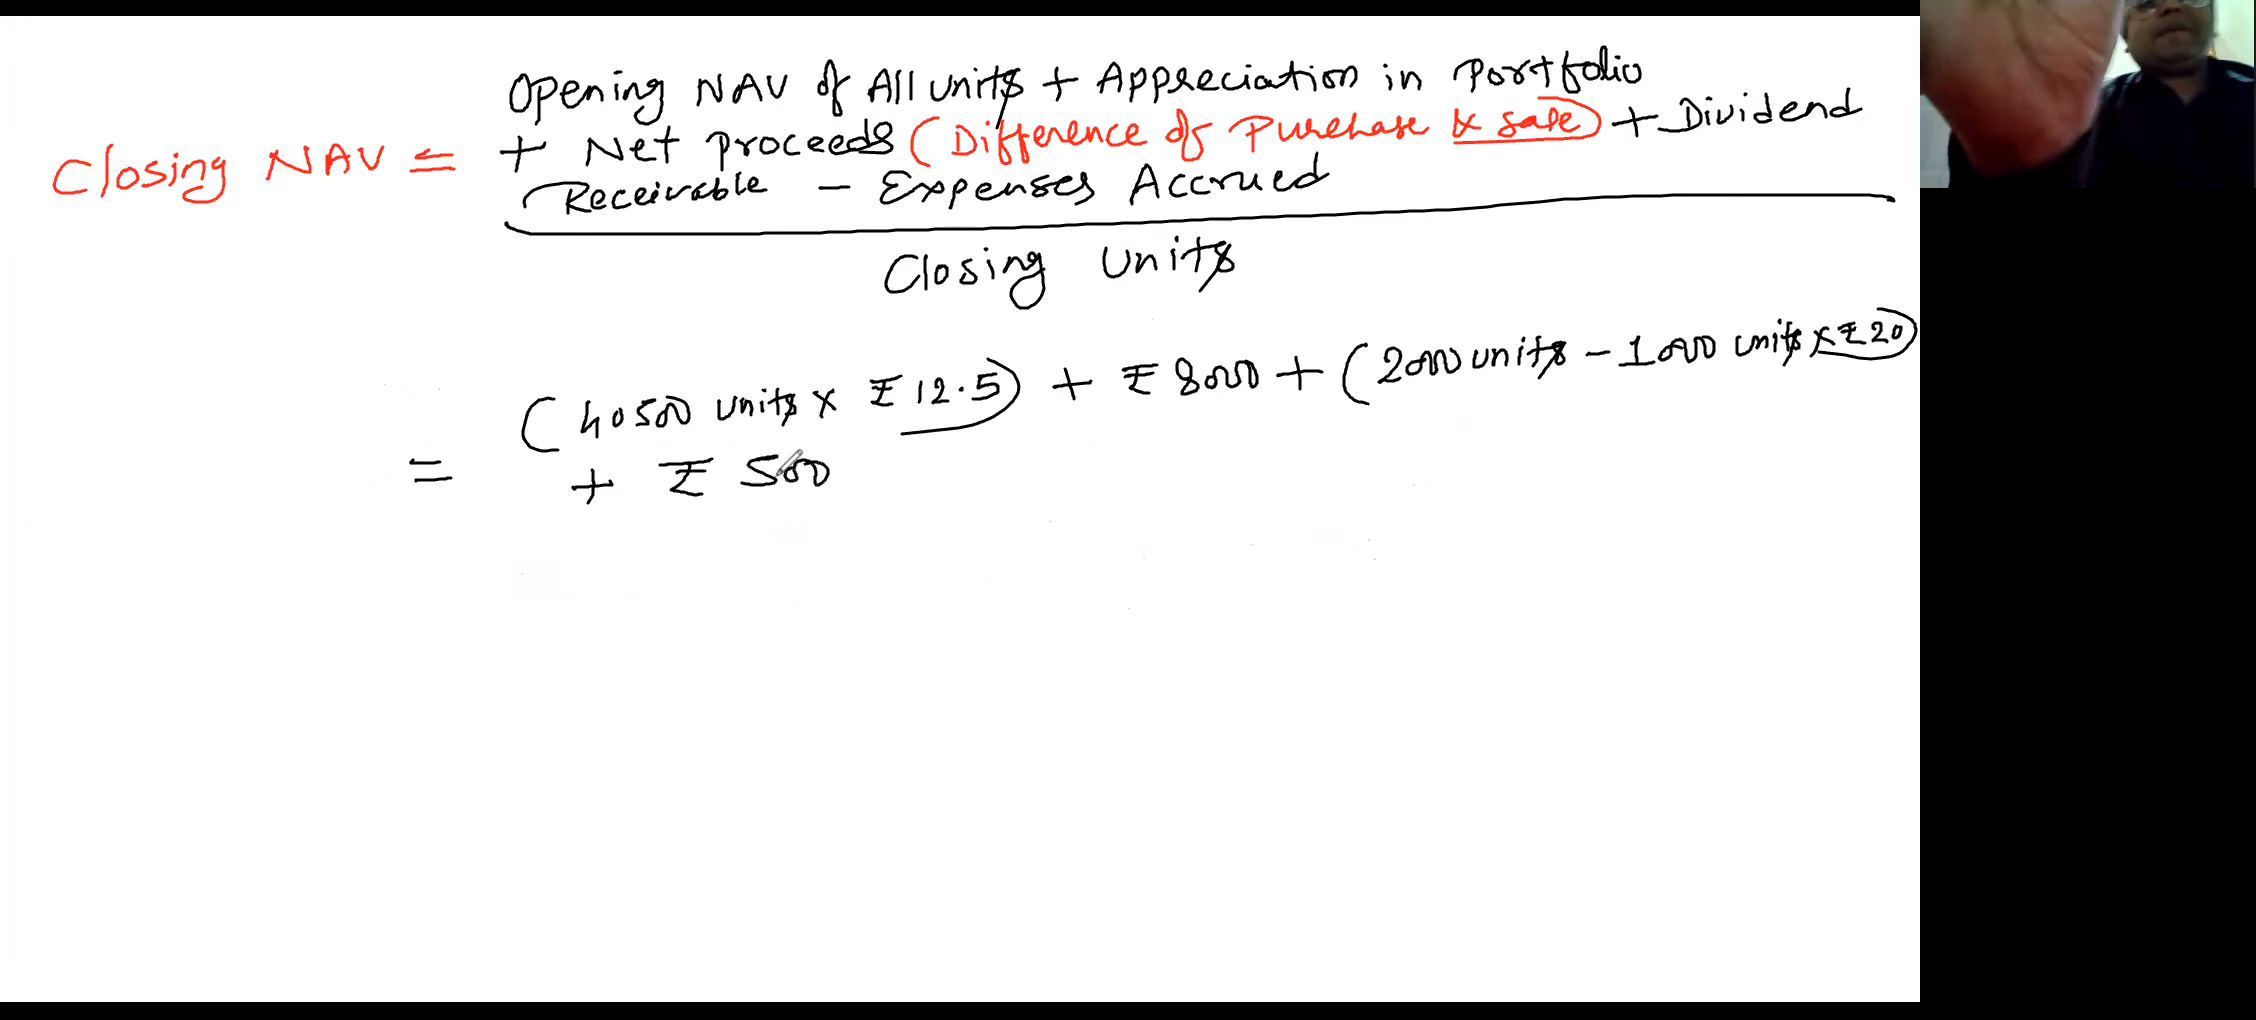 Opening NAV of All units + Appreciation in Portfolio
Closing NAV = + Net proceeds (Difference of Purchase & sale) + Dividend
Receivable - Expenses Accrued
Closing Units
(40500 units x ₹ 12.5) + ₹ 8000 + (2000 units - 1000 units x ₹ 20)
= + ₹ 500